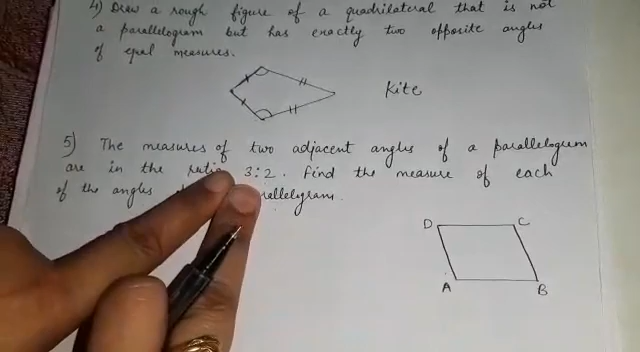 4) Draw a rough figure of a quadrilateral that is not
a parallelogram but has exactly two opposite angles
of equal measures.
Kite
5) The measures of two adjacent angles of a parallelogram
are in the ratio 3:2. Find the measure of each
of the angles
D C
A B